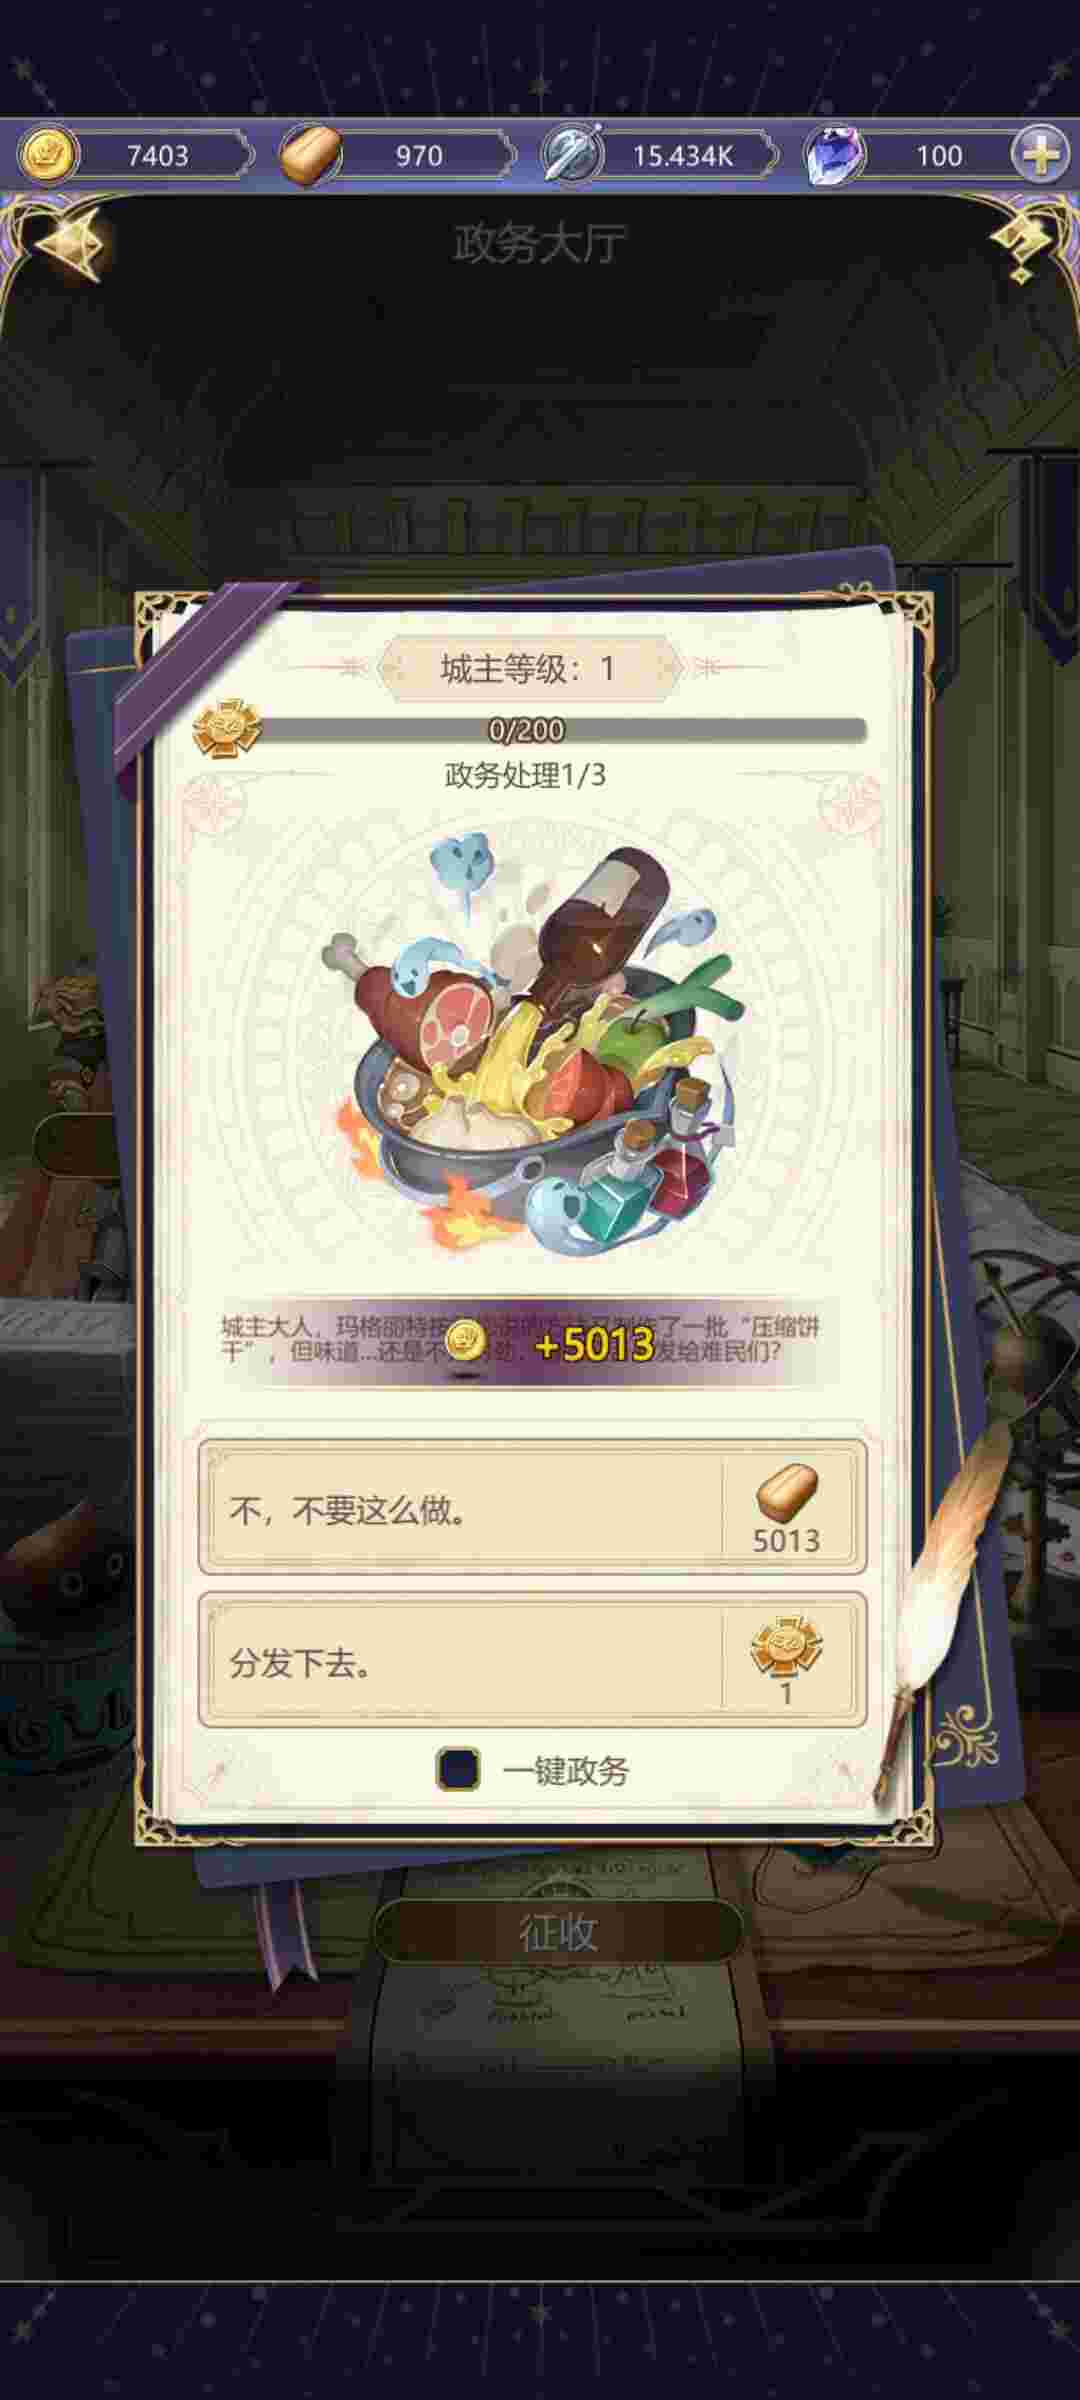 7403 970 15.434K 100
政务大厅
城主等级：1
0/200
政务处理1/3
城主大人，玛格丽特按
了一批“压缩饼
+5013
干”，但味道...还是不
发给难民们？
不，不要这么做。
5013
分发下去。
1
一键政务
征收